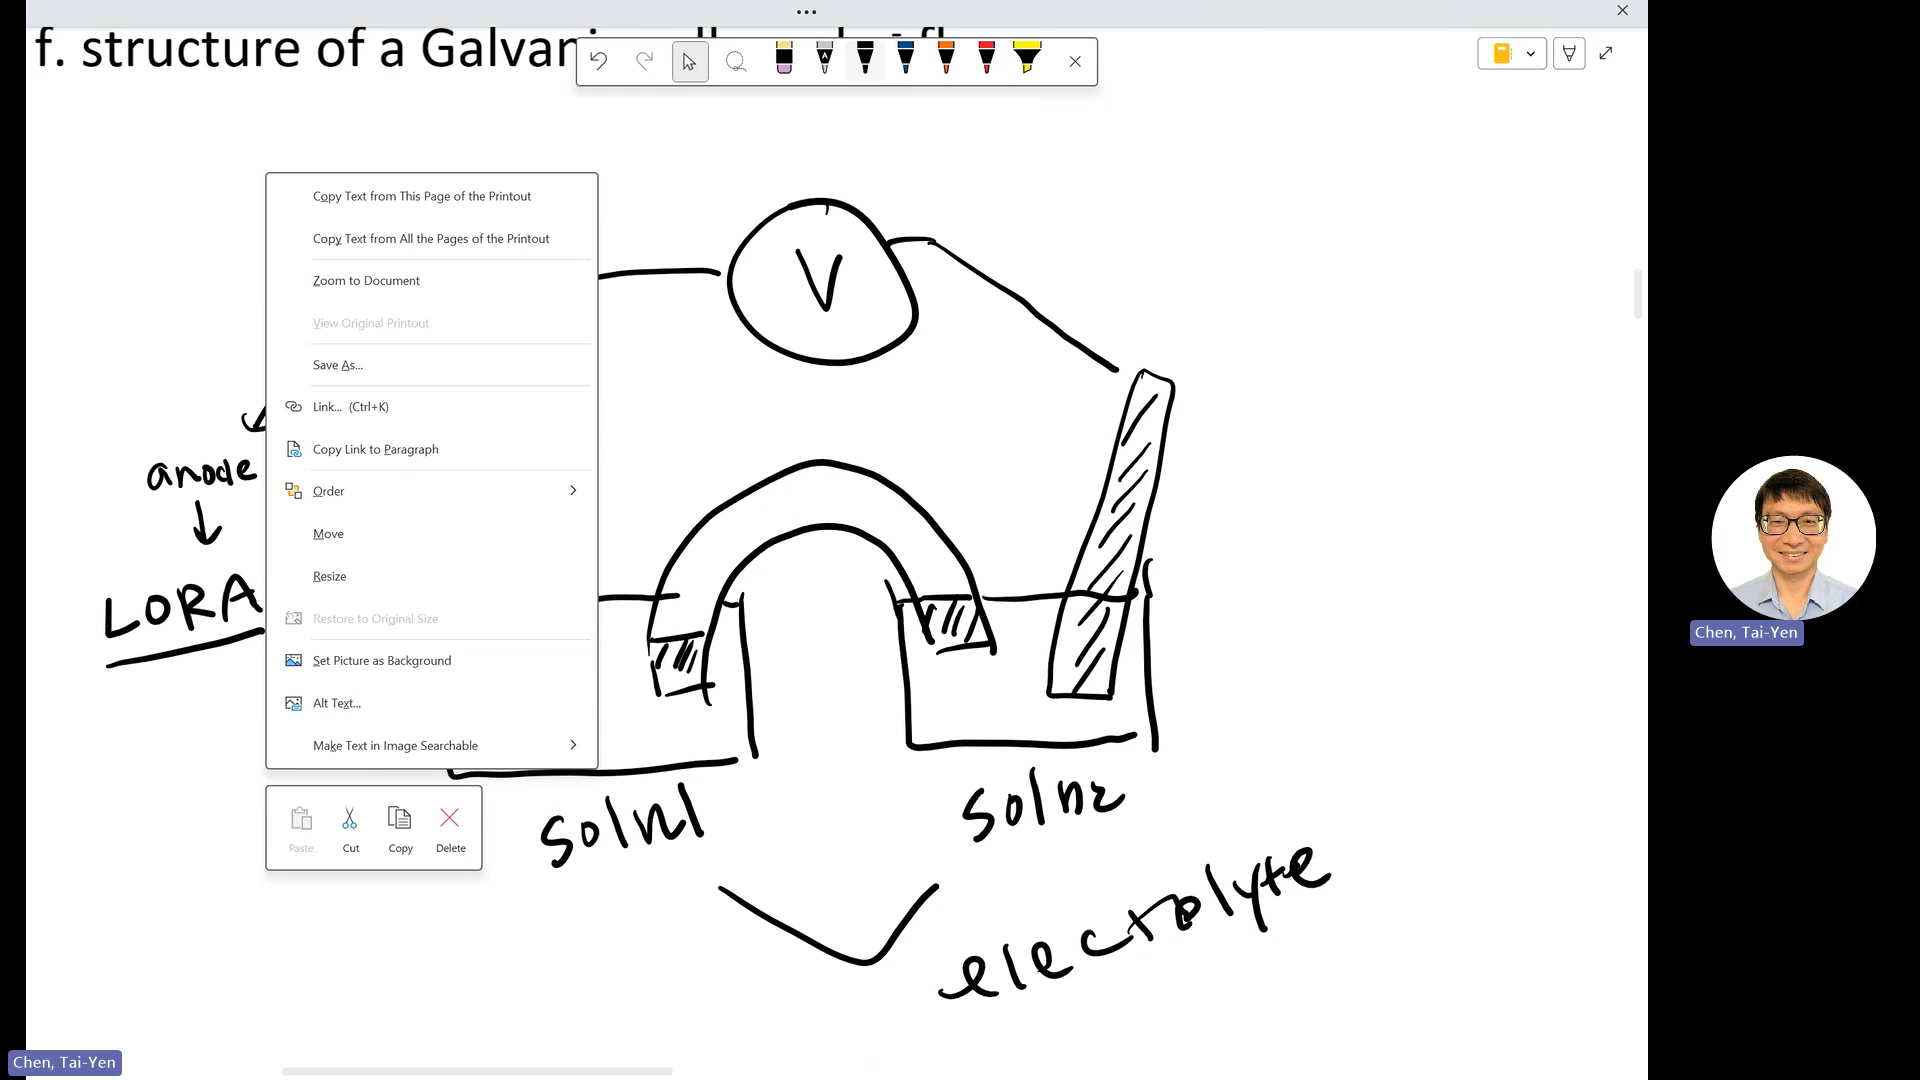 f. structure of a Galvani
Copy Text from This Page of the Printout
Copy Text from All the Pages of the Printout
Zoom to Document
View Original Printout
Save As...
Link... (Ctrl+K)
Copy Link to Paragraph
Order
Move
Resize
Restore to Original Size
Set Picture as Background
Alt Text...
Make Text in Image Searchable
Paste
Cut
Copy
Delete
V
anode
LORA
soln1
soln2
electrolyte
Chen, Tai-Yen
Chen, Tai-Yen